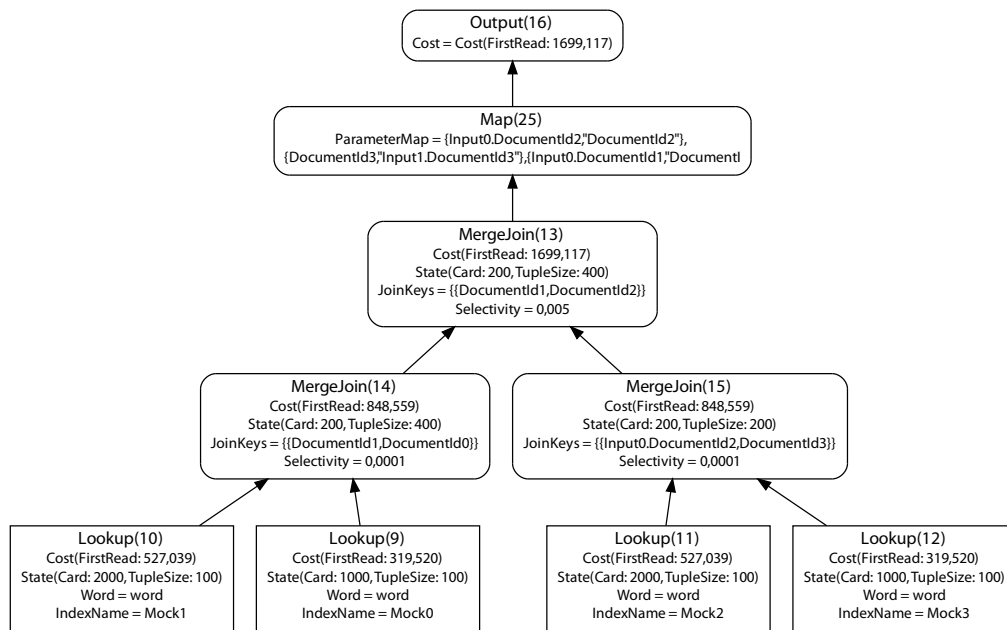 Output(16)
Cost = Cost(FirstRead: 1699,117)
Map(25)
ParameterMap = {Input0.DocumentId2,"DocumentId2"},
{DocumentId3,"Input1.DocumentId3"},{Input0.DocumentId1,"DocumentI
MergeJoin(13)
Cost(FirstRead: 1699,117)
State(Card: 200, TupleSize: 400)
JoinKeys = {{DocumentId1,DocumentId2}}
Selectivity = 0,005
MergeJoin(14)
Cost(FirstRead: 848,559)
State(Card: 200, TupleSize: 400)
JoinKeys = {{DocumentId1,DocumentId0}}
Selectivity = 0,0001
MergeJoin(15)
Cost(FirstRead: 848,559)
State(Card: 200, TupleSize: 200)
JoinKeys = {{Input0.DocumentId2,DocumentId3}}
Selectivity = 0,0001
Lookup(10)
Cost(FirstRead: 527,039)
State(Card: 2000, TupleSize: 100)
Word = word
IndexName = Mock1
Lookup(9)
Cost(FirstRead: 319,520)
State(Card: 1000, TupleSize: 100)
Word = word
IndexName = Mock0
Lookup(11)
Cost(FirstRead: 527,039)
State(Card: 2000, TupleSize: 100)
Word = word
IndexName = Mock2
Lookup(12)
Cost(FirstRead: 319,520)
State(Card: 1000, TupleSize: 100)
Word = word
IndexName = Mock3